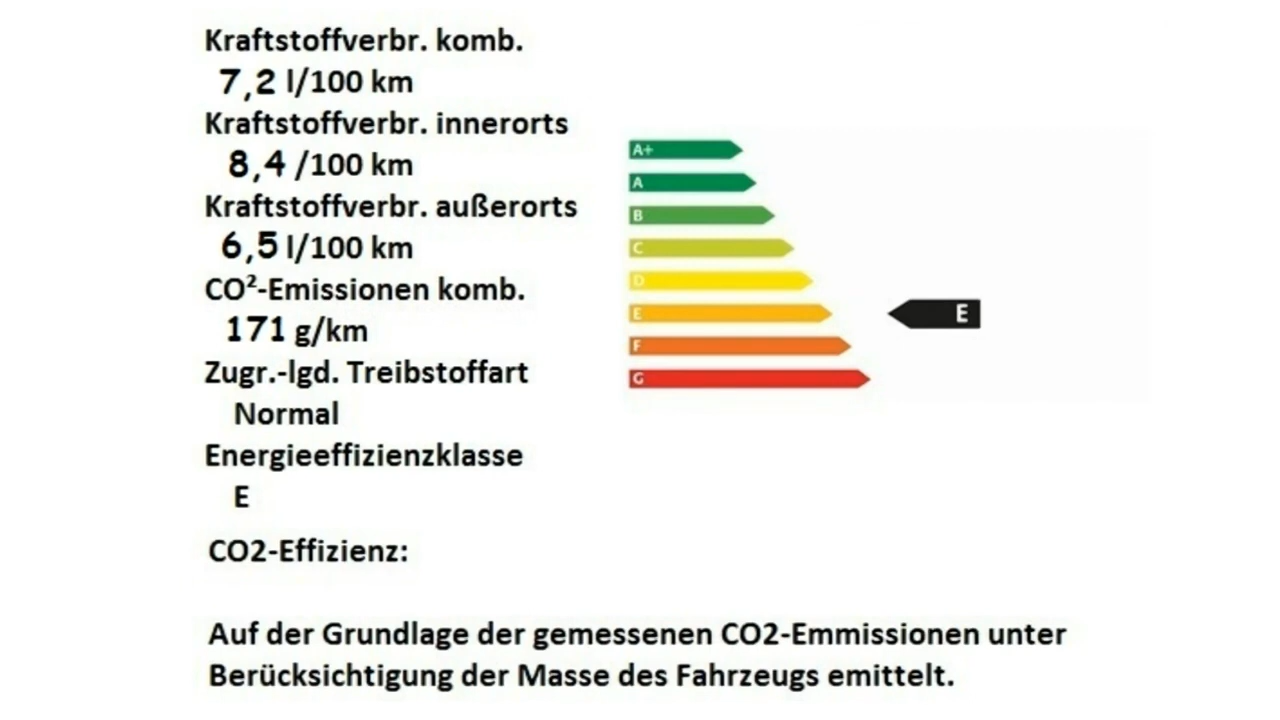 Kraftstoffverbr. komb.
7,2 l/100 km
Kraftstoffverbr. innerorts
8,4 /100 km
Kraftstoffverbr. außerorts
6,5 l/100 km
CO²-Emissionen komb.
171 g/km
Zugr.-lgd. Treibstoffart
Normal
Energieeffizienzklasse
E
A+
A
B
C
D
E
E
F
G
CO2-Effizienz:
Auf der Grundlage der gemessenen CO2-Emmissionen unter
Berücksichtigung der Masse des Fahrzeugs emittelt.